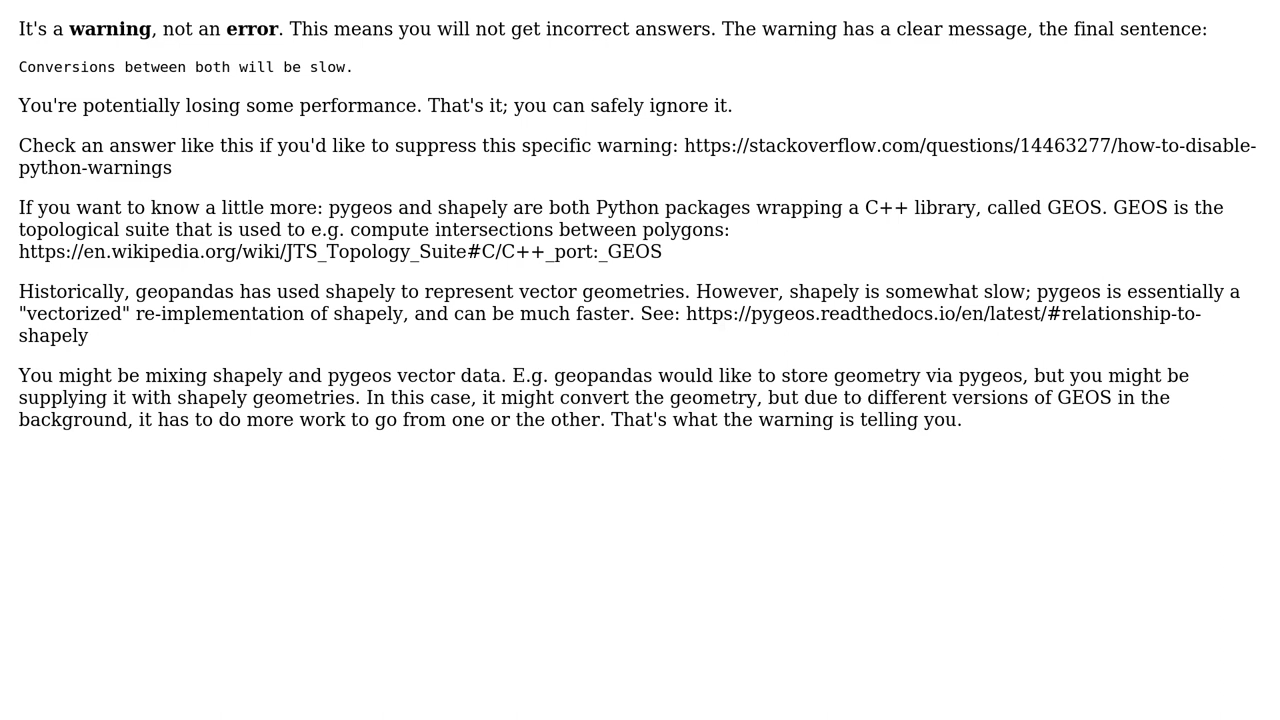 It's a warning, not an error. This means you will not get incorrect answers. The warning has a clear message, the final sentence:
Conversions between both will be slow.
You're potentially losing some performance. That's it; you can safely ignore it.
Check an answer like this if you'd like to suppress this specific warning: https://stackoverflow.com/questions/14463277/how-to-disable-
python-warnings
If you want to know a little more: pygeos and shapely are both Python packages wrapping a C++ library, called GEOS. GEOS is the
topological suite that is used to e.g. compute intersections between polygons:
https://en.wikipedia.org/wiki/JTS_Topology_Suite#C/C++_port:_GEOS
Historically, geopandas has used shapely to represent vector geometries. However, shapely is somewhat slow; pygeos is essentially a
"vectorized" re-implementation of shapely, and can be much faster. See: https://pygeos.readthedocs.io/en/latest/#relationship-to-
shapely
You might be mixing shapely and pygeos vector data. E.g. geopandas would like to store geometry via pygeos, but you might be
supplying it with shapely geometries. In this case, it might convert the geometry, but due to different versions of GEOS in the
background, it has to do more work to go from one or the other. That's what the warning is telling you.